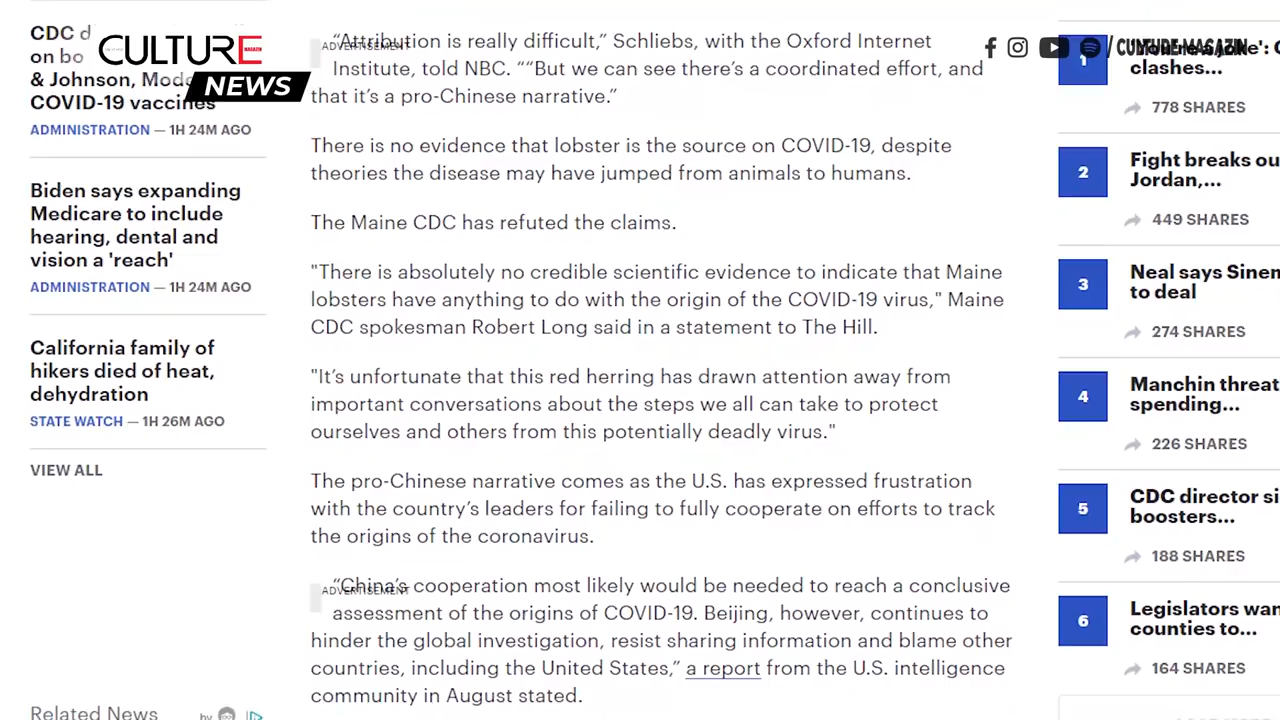 CDC d
on bo
& Johnson, Mode
COVID-19 vaccines
ADMINISTRATION — 1H 24M AGO
Biden says expanding
Medicare to include
hearing, dental and
vision a 'reach'
ADMINISTRATION — 1H 24M AGO
California family of
hikers died of heat,
dehydration
STATE WATCH — 1H 26M AGO
VIEW ALL
Related News
by
CULTURE
MAGAZIN
NEWS
ADVERTISEMENT
“Attribution is really difficult,” Schliebs, with the Oxford Internet
Institute, told NBC. ““But we can see there’s a coordinated effort, and
that it’s a pro-Chinese narrative.”
There is no evidence that lobster is the source on COVID-19, despite
theories the disease may have jumped from animals to humans.
The Maine CDC has refuted the claims.
"There is absolutely no credible scientific evidence to indicate that Maine
lobsters have anything to do with the origin of the COVID-19 virus," Maine
CDC spokesman Robert Long said in a statement to The Hill.
"It’s unfortunate that this red herring has drawn attention away from
important conversations about the steps we all can take to protect
ourselves and others from this potentially deadly virus."
The pro-Chinese narrative comes as the U.S. has expressed frustration
with the country’s leaders for failing to fully cooperate on efforts to track
the origins of the coronavirus.
ADVERTISEMENT
“China’s cooperation most likely would be needed to reach a conclusive
assessment of the origins of COVID-19. Beijing, however, continues to
hinder the global investigation, resist sharing information and blame other
countries, including the United States,” a report from the U.S. intelligence
community in August stated.
/ CULTURE MAGAZIN
1
clashes...
778 SHARES
2
Fight breaks ou
Jordan,...
449 SHARES
3
Neal says Sinem
to deal
274 SHARES
4
Manchin threat
spending...
226 SHARES
5
CDC director si
boosters...
188 SHARES
6
Legislators wan
counties to...
164 SHARES